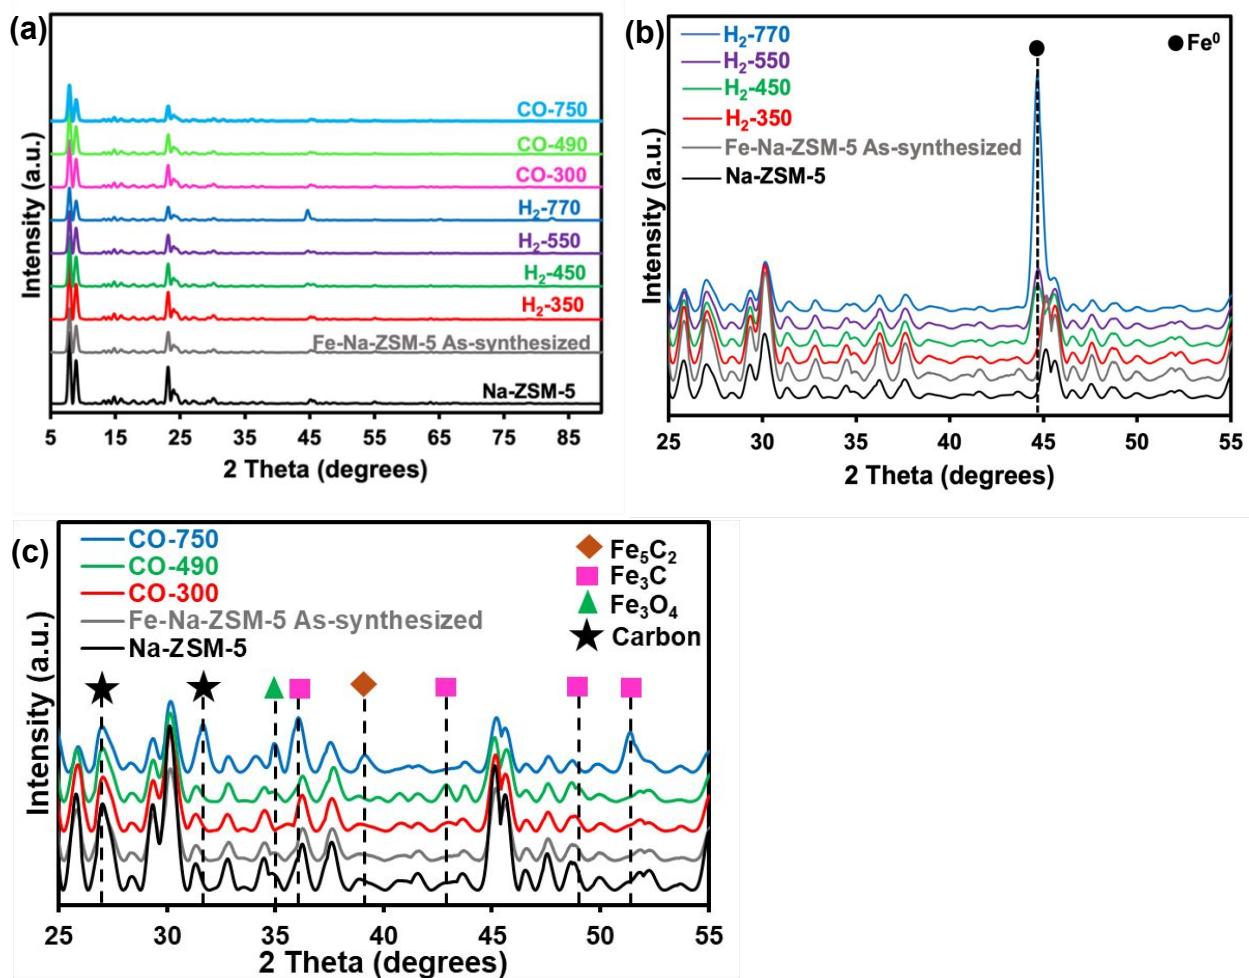 (a)
CO-750
CO-490
CO-300
H₂-770
H₂-550
H₂-450
H₂-350
Fe-Na-ZSM-5 As-synthesized
Na-ZSM-5
Intensity (a.u.)
5 15 25 35 45 55 65 75 85
2 Theta (degrees)
(b)
H₂-770
H₂-550
H₂-450
H₂-350
Fe-Na-ZSM-5 As-synthesized
Na-ZSM-5
Fe⁰
Intensity (a.u.)
25 30 35 40 45 50 55
2 Theta (degrees)
(c)
CO-750
CO-490
CO-300
Fe-Na-ZSM-5 As-synthesized
Na-ZSM-5
Fe₅C₂
Fe₃C
Fe₃O₄
Carbon
Intensity (a.u.)
25 30 35 40 45 50 55
2 Theta (degrees)